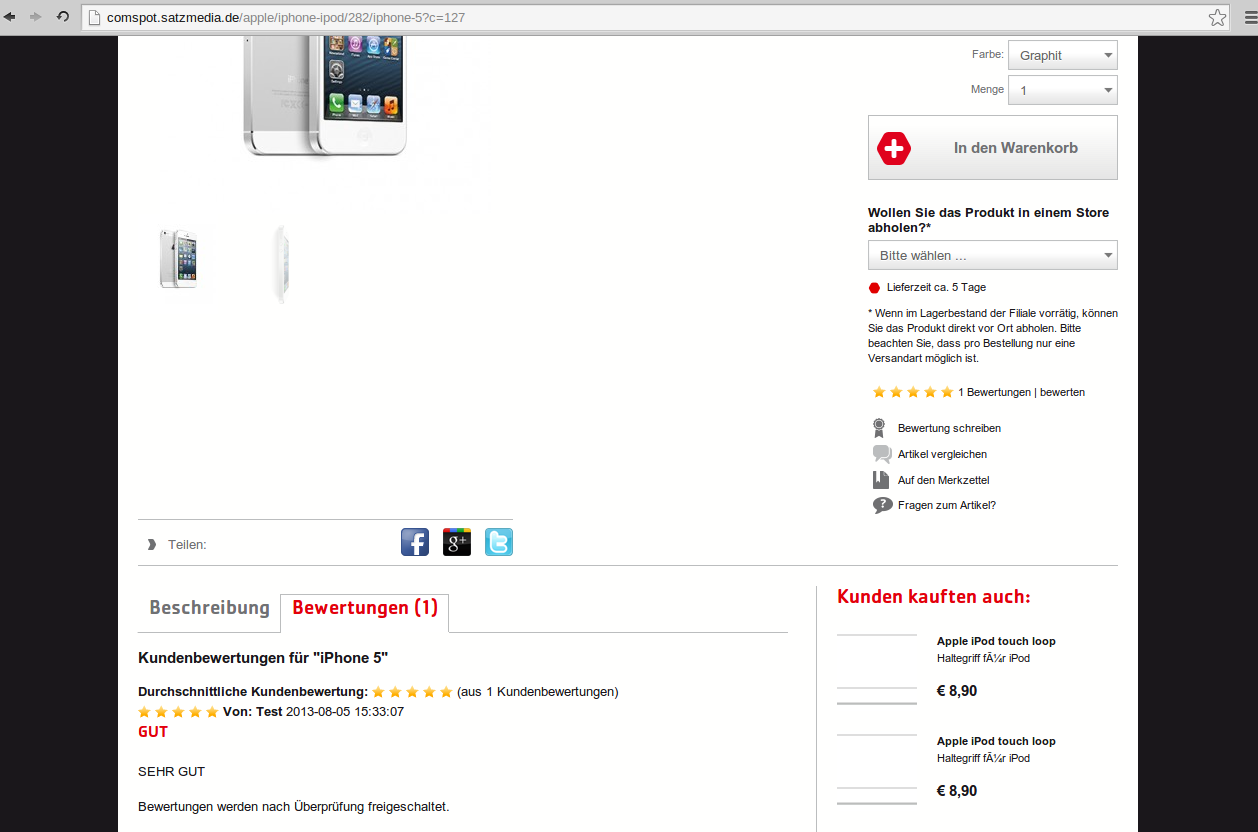 comspot.satzmedia.de/apple/iphone-ipod/282/iphone-5?c=127
Farbe:
Graphit
Menge
1
In den Warenkorb
Wollen Sie das Produkt in einem Store
abholen?*
Bitte wählen ...
Lieferzeit ca. 5 Tage
* Wenn im Lagerbestand der Filiale vorrätig, können
Sie das Produkt direkt vor Ort abholen. Bitte
beachten Sie, dass pro Bestellung nur eine
Versandart möglich ist.
1 Bewertungen | bewerten
Bewertung schreiben
Artikel vergleichen
Auf den Merkzettel
Fragen zum Artikel?
Teilen:
Beschreibung
Bewertungen (1)
Kundenbewertungen für "iPhone 5"
Durchschnittliche Kundenbewertung: (aus 1 Kundenbewertungen)
Von: Test 2013-08-05 15:33:07
GUT
SEHR GUT
Bewertungen werden nach Überprüfung freigeschaltet.
Kunden kauften auch:
Apple iPod touch loop
Haltegriff fÃ¼r iPod
€ 8,90
Apple iPod touch loop
Haltegriff fÃ¼r iPod
€ 8,90